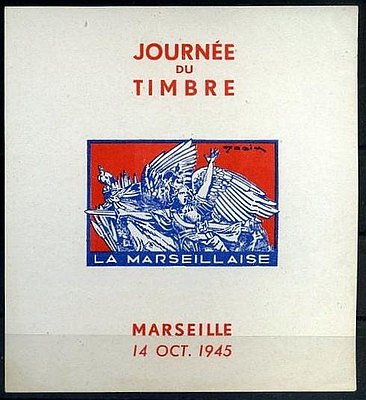 JOURNÉE
DU
TIMBRE
LA MARSEILLAISE
MARSEILLE
14 OCT. 1945